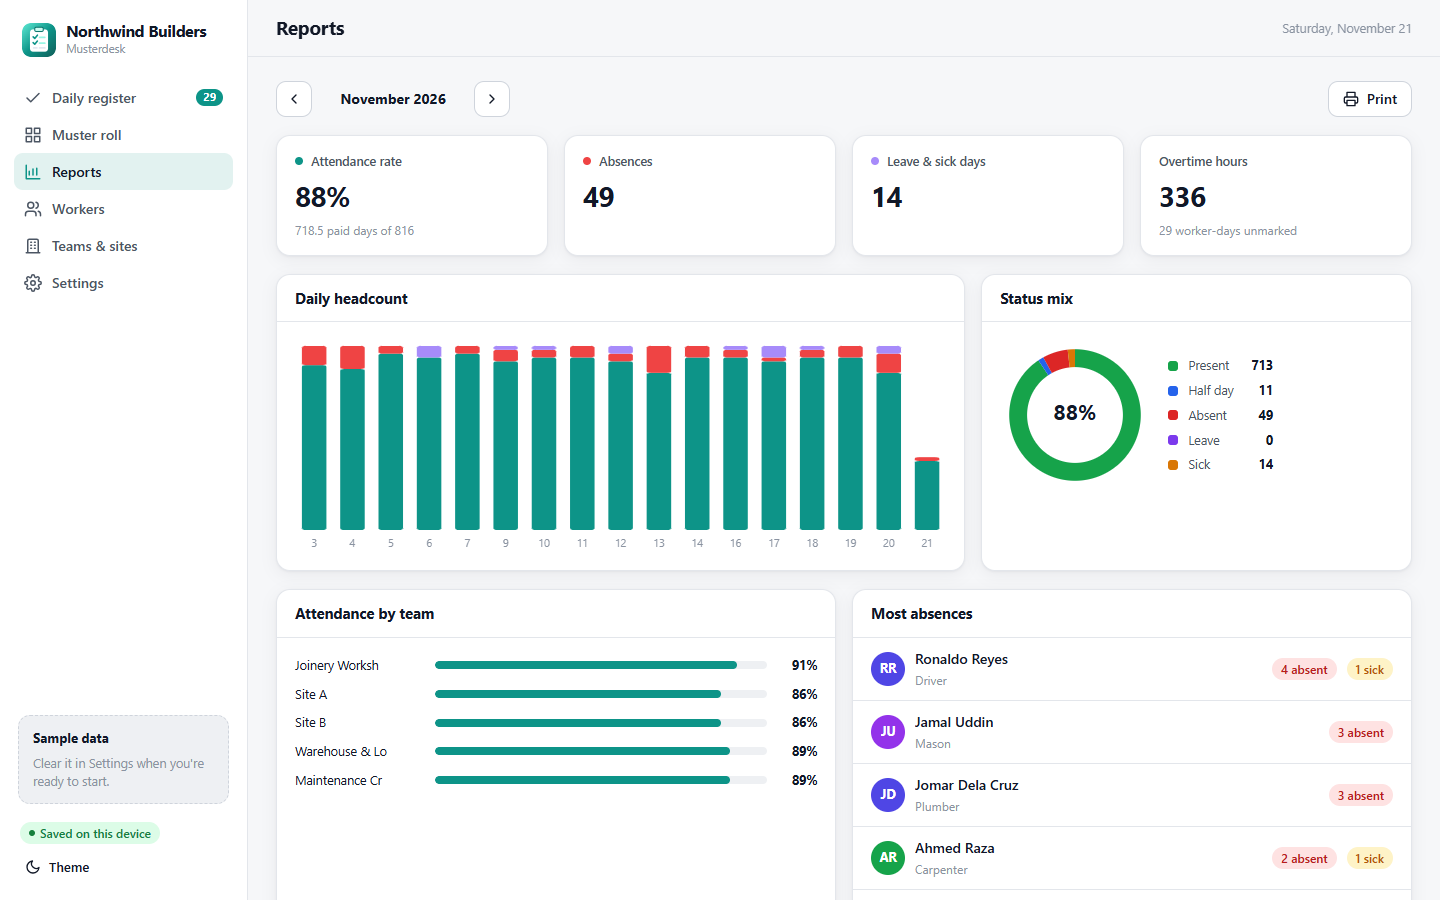 Northwind Builders
Musterdesk
Daily register 29
Muster roll
Reports
Workers
Teams & sites
Settings
Sample data
Clear it in Settings when you're
ready to start.
Saved on this device
Theme
Reports
Saturday, November 21
November 2026
Print
Attendance rate
88%
718.5 paid days of 816
Absences
49
Leave & sick days
14
Overtime hours
336
29 worker-days unmarked
Daily headcount
3 4 5 6 7 9 10 11 12 13 14 16 17 18 19 20 21
Status mix
88%
Present 713
Half day 11
Absent 49
Leave 0
Sick 14
Attendance by team
Joinery Worksh 91%
Site A 86%
Site B 86%
Warehouse & Lo 89%
Maintenance Cr 89%
Most absences
RR Ronaldo Reyes 4 absent 1 sick
Driver
JU Jamal Uddin 3 absent
Mason
JD Jomar Dela Cruz 3 absent
Plumber
AR Ahmed Raza 2 absent 1 sick
Carpenter